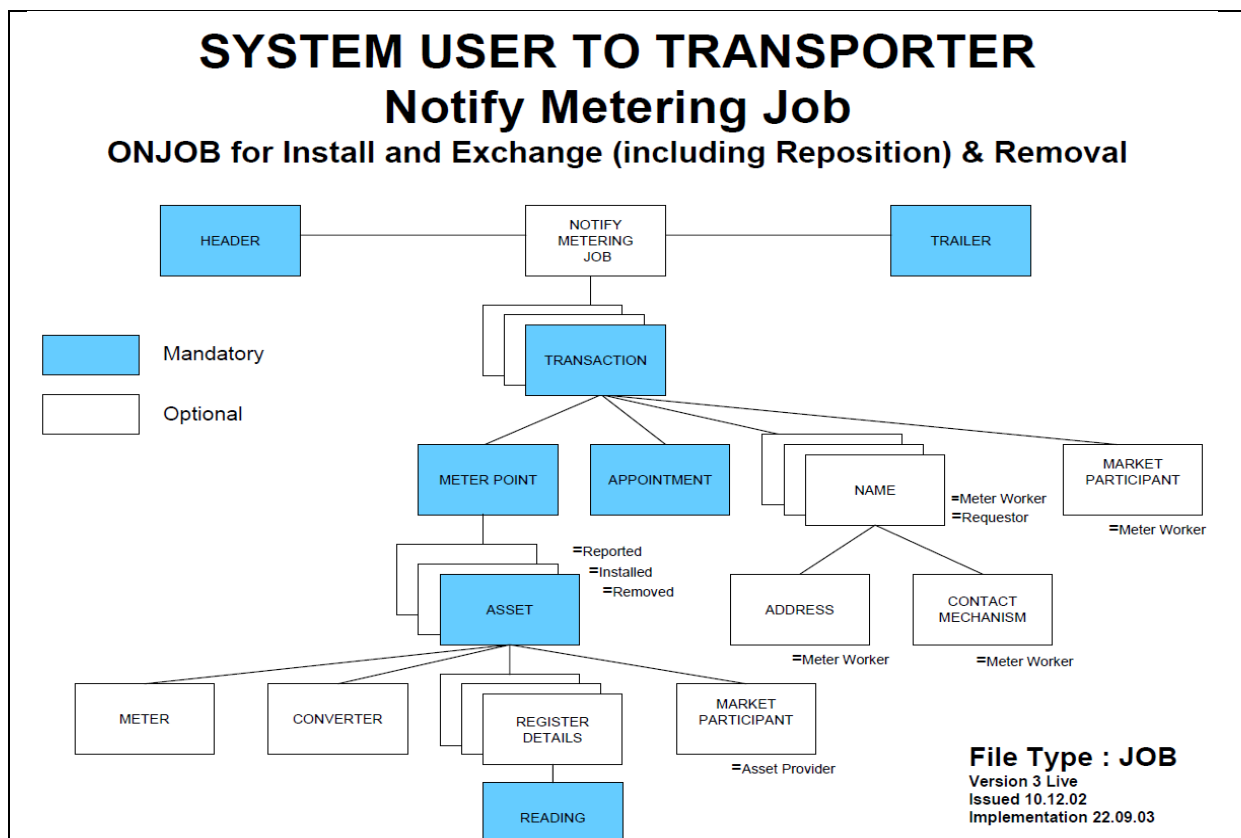 SYSTEM USER TO TRANSPORTER
Notify Metering Job
ONJOB for Install and Exchange (including Reposition) & Removal
HEADER
NOTIFY
METERING
JOB
TRAILER
Mandatory
TRANSACTION
Optional
METER POINT
APPOINTMENT
NAME
=Meter Worker
=Requestor
MARKET
PARTICIPANT
=Meter Worker
=Reported
=Installed
=Removed
ASSET
ADDRESS
=Meter Worker
CONTACT
MECHANISM
=Meter Worker
METER
CONVERTER
REGISTER
DETAILS
MARKET
PARTICIPANT
=Asset Provider
READING
File Type : JOB
Version 3 Live
Issued 10.12.02
Implementation 22.09.03